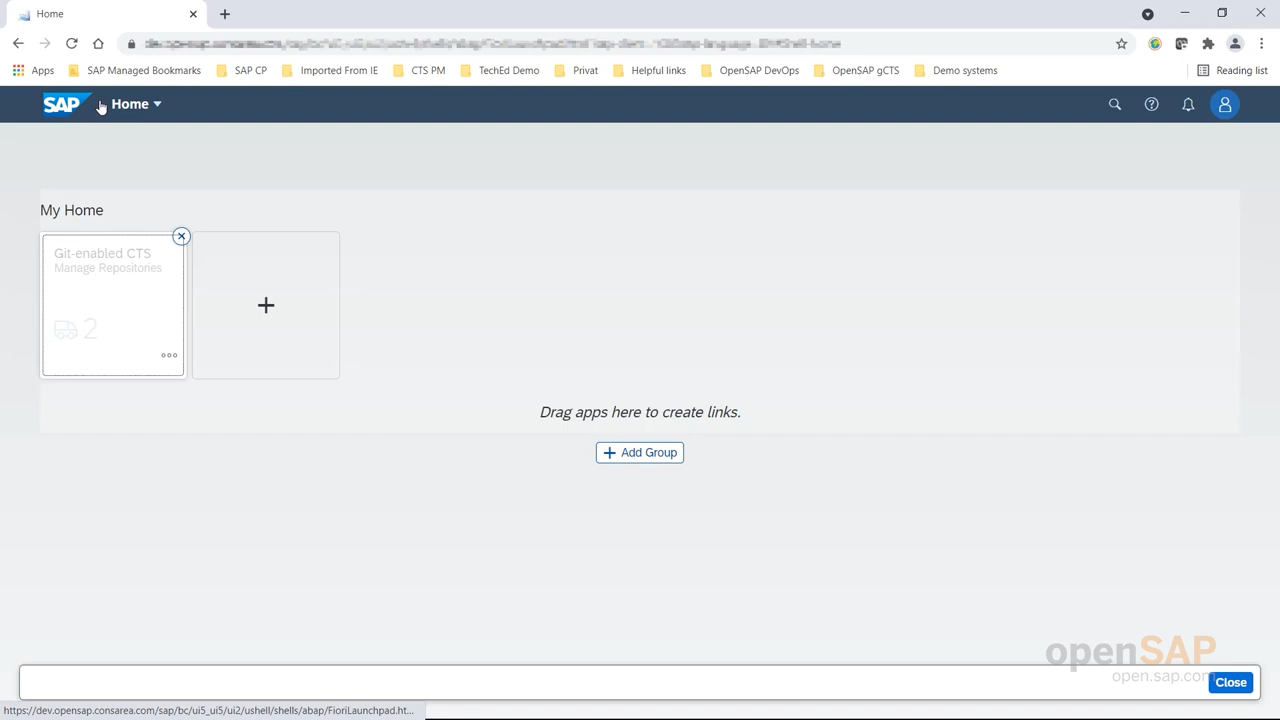 Home
Apps
SAP Managed Bookmarks
SAP CP
Imported From IE
CTS PM
TechEd Demo
Privat
Helpful links
OpenSAP DevOps
OpenSAP gCTS
Demo systems
Reading list
SAP
Home
My Home
Git-enabled CTS
Manage Repositories
2
Drag apps here to create links.
Add Group
openSAP
open.sap.com
Close
https://dev.opensap.consarea.com/sap/bc/ui5_ui5/ui2/ushell/shells/abap/FioriLaunchpad.ht...